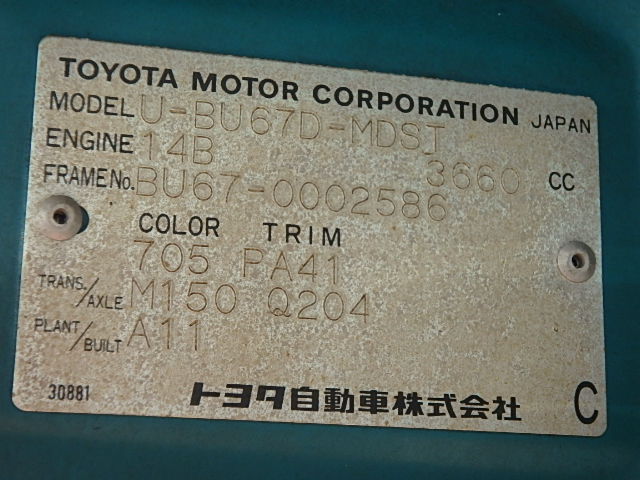 TOYOTA MOTOR CORPORATION JAPAN
MODEL U-BU67D-MDST
ENGINE 14B 3660 CC
FRAME No. BU67-0002586
COLOR TRIM
705 PA41
TRANS./AXLE M150 Q204
PLANT/BUILT A11
30881 トヨタ自動車株式会社 C